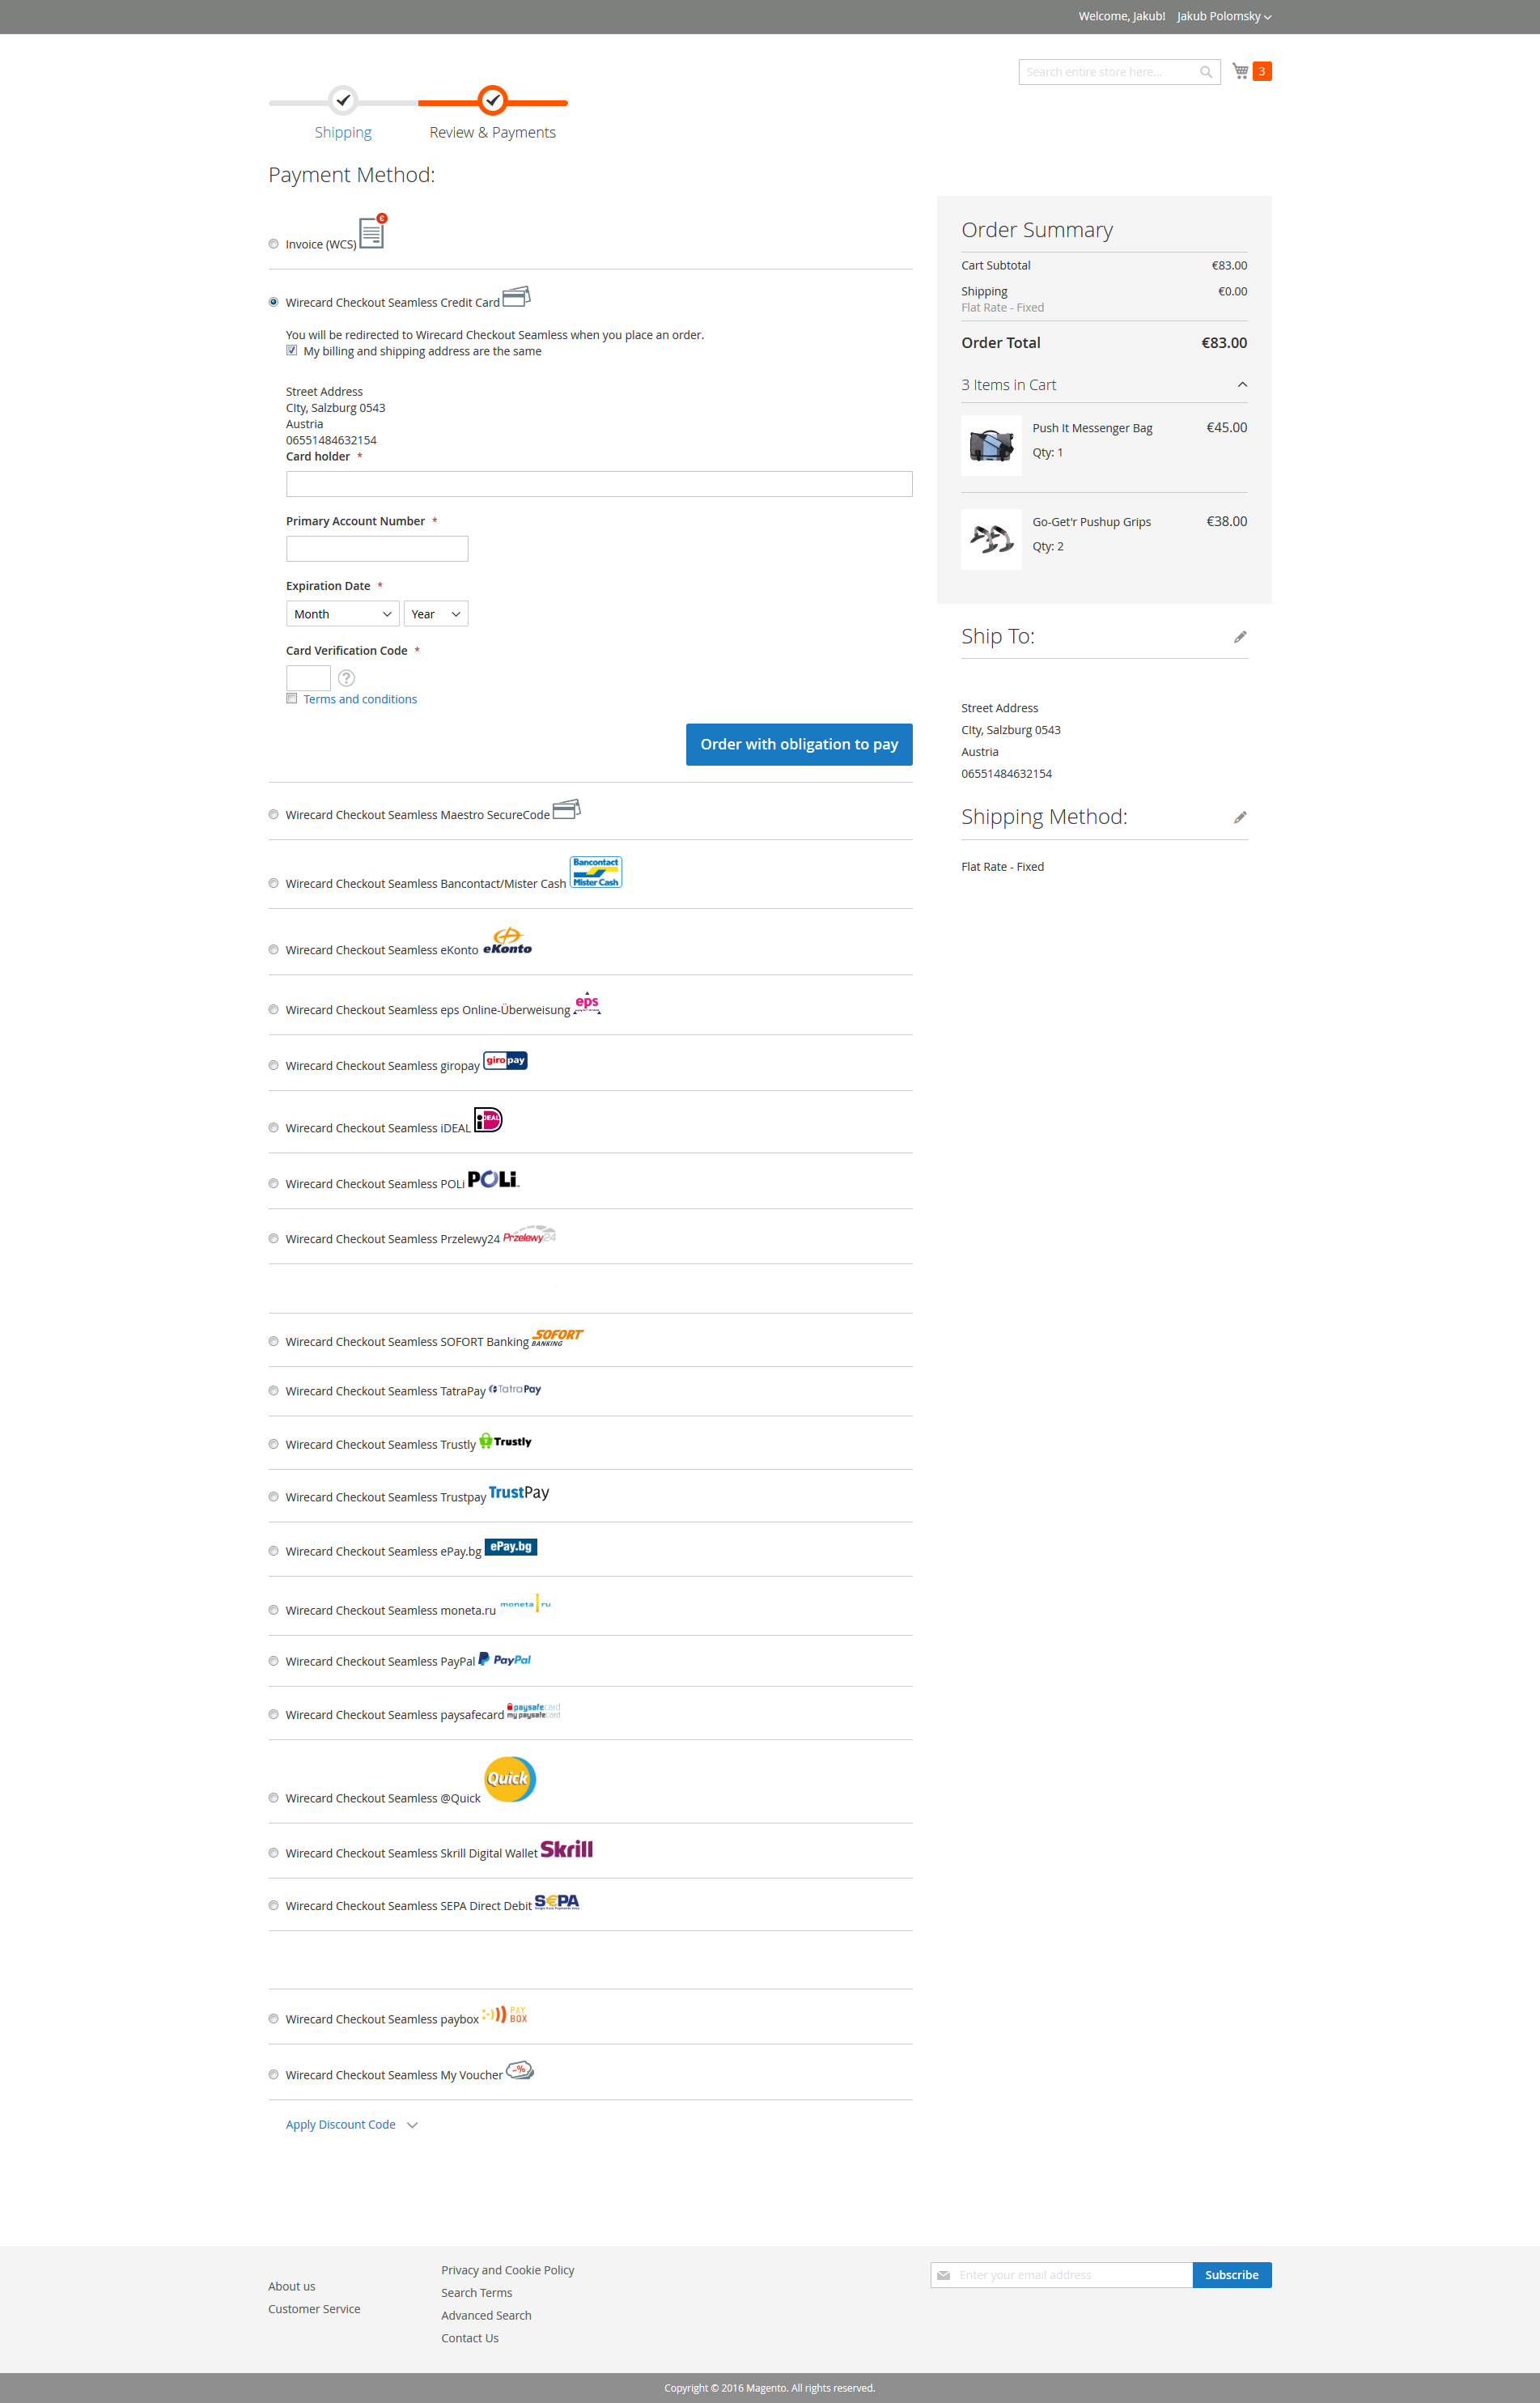 Welcome, Jakub! Jakub Polomsky
Search entire store here...
3
Shipping
Review & Payments
Payment Method:
Invoice (WCS) €
Wirecard Checkout Seamless Credit Card
You will be redirected to Wirecard Checkout Seamless when you place an order.
My billing and shipping address are the same
Street Address
CIty, Salzburg 0543
Austria
06551484632154
Card holder *
Primary Account Number *
Expiration Date *
Month Year
Card Verification Code *
?
Terms and conditions
Order with obligation to pay
Wirecard Checkout Seamless Maestro SecureCode
Wirecard Checkout Seamless Bancontact/Mister Cash Bancontact Mister Cash
Wirecard Checkout Seamless eKonto eKonto
Wirecard Checkout Seamless eps Online-Überweisung eps
Wirecard Checkout Seamless giropay giro pay
Wirecard Checkout Seamless iDEAL iDEAL
Wirecard Checkout Seamless POLi POLi
Wirecard Checkout Seamless Przelewy24 Przelewy24
Wirecard Checkout Seamless SOFORT Banking SOFORT BANKING
Wirecard Checkout Seamless TatraPay TatraPay
Wirecard Checkout Seamless Trustly Trustly
Wirecard Checkout Seamless Trustpay TrustPay
Wirecard Checkout Seamless ePay.bg ePay.bg
Wirecard Checkout Seamless moneta.ru moneta ru
Wirecard Checkout Seamless PayPal PayPal
Wirecard Checkout Seamless paysafecard paysafecard my paysafecard
Wirecard Checkout Seamless @Quick Quick
Wirecard Checkout Seamless Skrill Digital Wallet Skrill
Wirecard Checkout Seamless SEPA Direct Debit S€PA
Wirecard Checkout Seamless paybox PAY BOX
Wirecard Checkout Seamless My Voucher -%
Apply Discount Code
Order Summary
Cart Subtotal €83.00
Shipping €0.00
Flat Rate - Fixed
Order Total €83.00
3 Items in Cart
Push It Messenger Bag €45.00
Qty: 1
Go-Get'r Pushup Grips €38.00
Qty: 2
Ship To:
Street Address
CIty, Salzburg 0543
Austria
06551484632154
Shipping Method:
Flat Rate - Fixed
About us
Customer Service
Privacy and Cookie Policy
Search Terms
Advanced Search
Contact Us
Enter your email address
Subscribe
Copyright © 2016 Magento. All rights reserved.